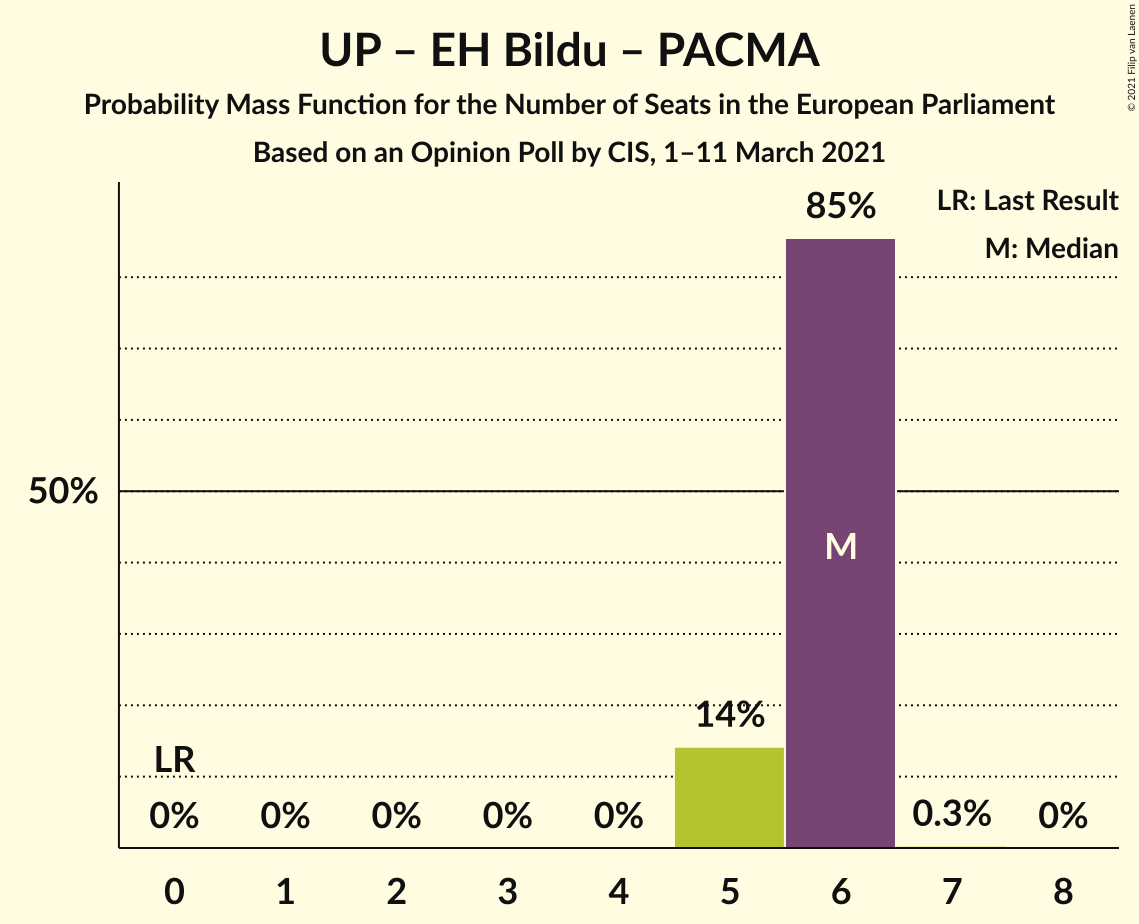 UP – EH Bildu – PACMA
Probability Mass Function for the Number of Seats in the European Parliament
Based on an Opinion Poll by CIS, 1–11 March 2021
© 2021 Filip van Laenen
LR: Last Result
M: Median
85%
50%
M
14%
LR
0% 0% 0% 0% 0% 0.3% 0%
0 1 2 3 4 5 6 7 8